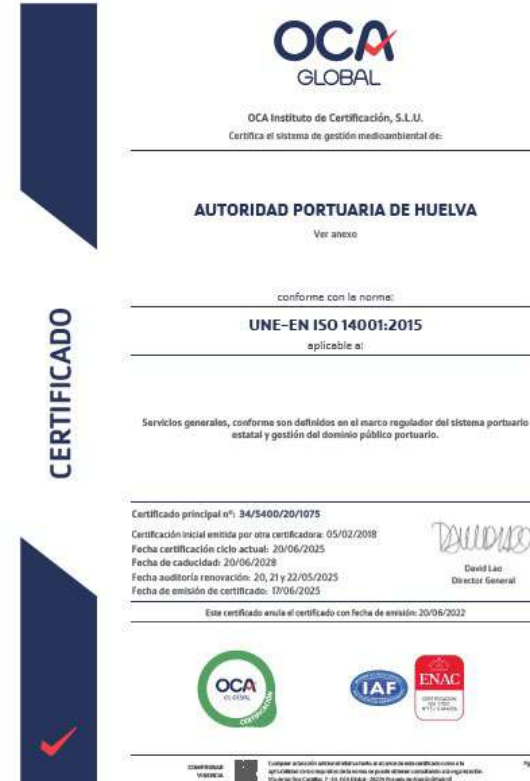 OCA
GLOBAL
OCA Instituto de Certificación, S.L.U.
Certifica el sistema de gestión medioambiental de:
AUTORIDAD PORTUARIA DE HUELVA
Ver anexo
conforme con la norma:
UNE-EN ISO 14001:2015
aplicable a:
CERTIFICADO
Servicios generales, conforme son definidos en el marco regulador del sistema portuario
estatal y gestión del dominio público portuario.
Certificado principal nº: 34/5400/20/1075
Certificación inicial emitida por otra certificadora: 05/02/2018
Fecha certificación ciclo actual: 20/06/2025
Fecha de caducidad: 20/06/2028
Fecha auditoría renovación: 20, 21 y 22/05/2025
Fecha de emisión de certificado: 17/06/2025
David Lao
Director General
Este certificado anula el certificado con fecha de emisión: 20/06/2022
OCA
GLOBAL
CERTIFICACIÓN
IAF
ENAC
CERTIFICACIÓN
COMPROBAR
VIGENCIA